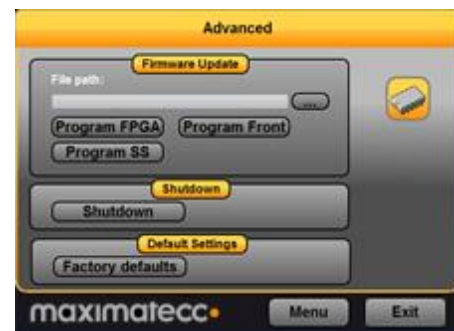 Advanced
Firmware Update
File path:
...
Program FPGA Program Front
Program SS
Shutdown
Shutdown
Default Settings
Factory defaults
maximatecc
Menu Exit